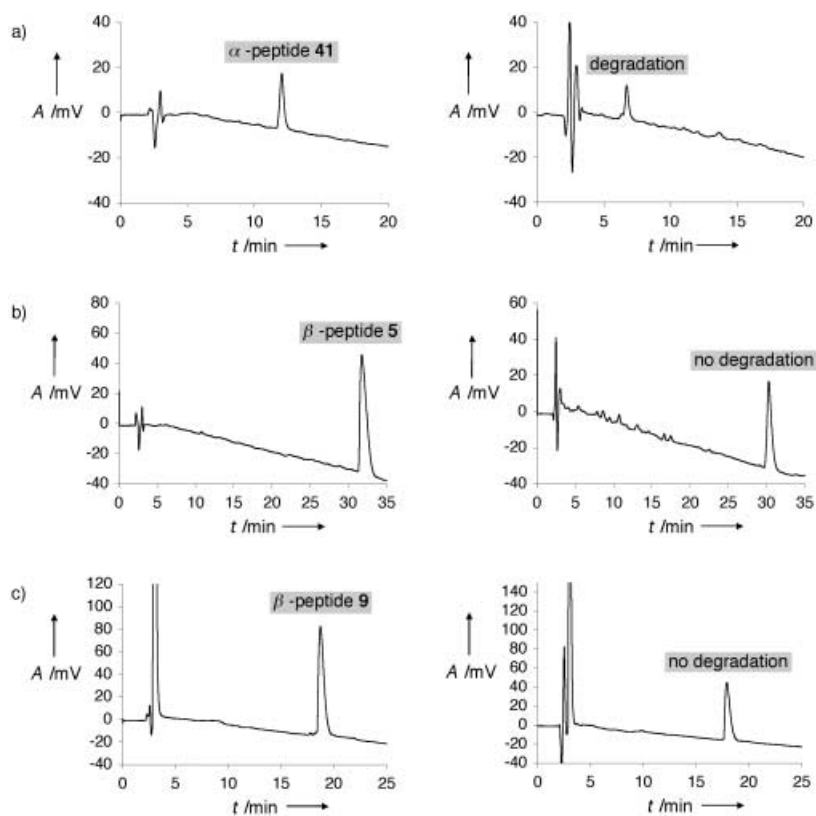 a)
α -peptide 41
A /mV
40
20
0
-20
-40
0 5 10 15 20
t /min
degradation
A /mV
40
20
0
-20
-40
0 5 10 15 20
t /min
b)
β -peptide 5
A /mV
80
60
40
20
0
-20
-40
0 5 10 15 20 25 30 35
t /min
no degradation
A /mV
60
40
20
0
-20
-40
0 5 10 15 20 25 30 35
t /min
c)
β -peptide 9
A /mV
120
100
80
60
40
20
0
-20
-40
0 5 10 15 20 25
t /min
no degradation
A /mV
140
120
100
80
60
40
20
0
-20
-40
0 5 10 15 20 25
t /min